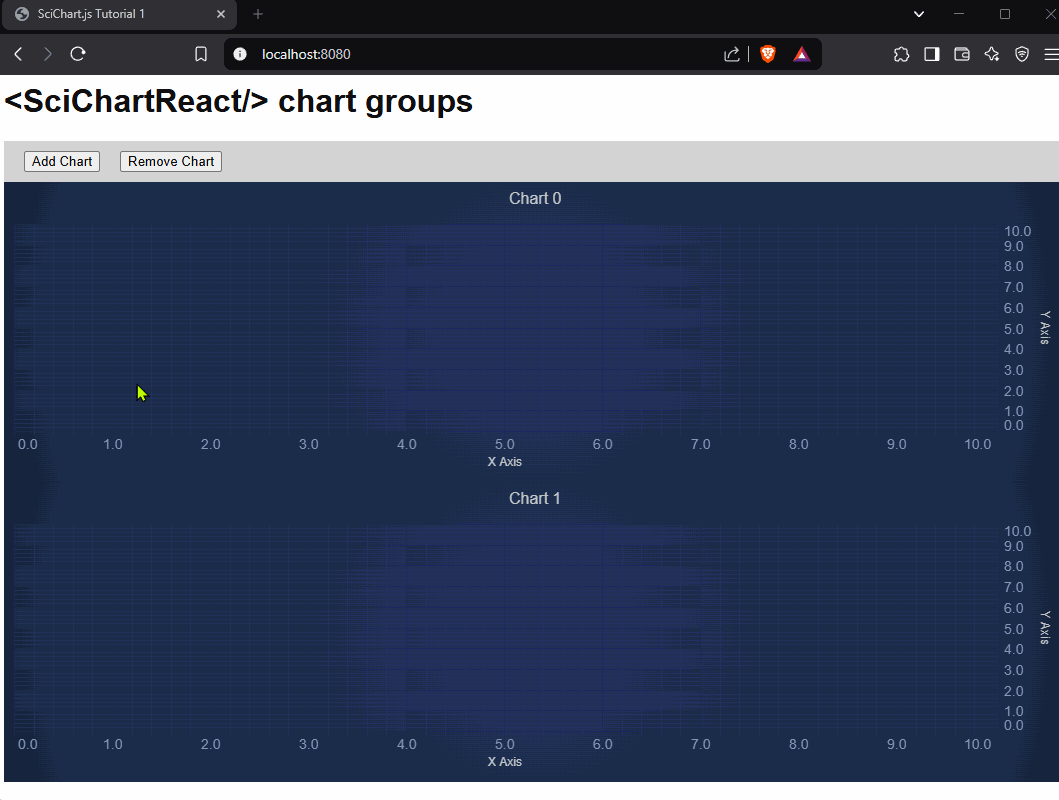 SciChart.js Tutorial 1
localhost:8080
<SciChartReact/> chart groups
Add Chart Remove Chart
Chart 0
10.0
9.0
8.0
7.0
6.0
5.0
4.0
3.0
2.0
1.0
0.0
Y Axis
0.0 1.0 2.0 3.0 4.0 5.0 6.0 7.0 8.0 9.0 10.0
X Axis
Chart 1
10.0
9.0
8.0
7.0
6.0
5.0
4.0
3.0
2.0
1.0
0.0
Y Axis
0.0 1.0 2.0 3.0 4.0 5.0 6.0 7.0 8.0 9.0 10.0
X Axis